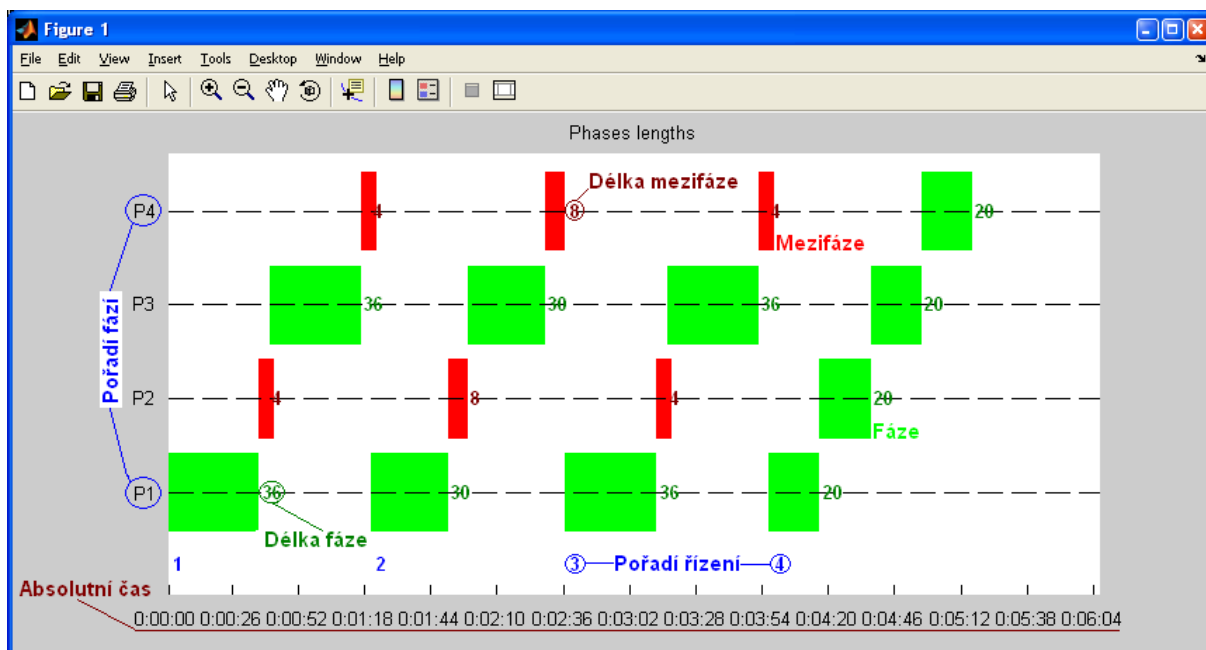 Figure 1
File Edit View Insert Tools Desktop Window Help
Phases lengths
Délka mezifáze
P4 4 8 4 20
Mezifáze
Pořadí fází
P3 36 30 36 20
P2 4 8 4 20
Fáze
P1 36 30 36 20
Délka fáze
1 2 3 Pořadí řízení 4
Absolutní čas
0:00:00 0:00:26 0:00:52 0:01:18 0:01:44 0:02:10 0:02:36 0:03:02 0:03:28 0:03:54 0:04:20 0:04:46 0:05:12 0:05:38 0:06:04